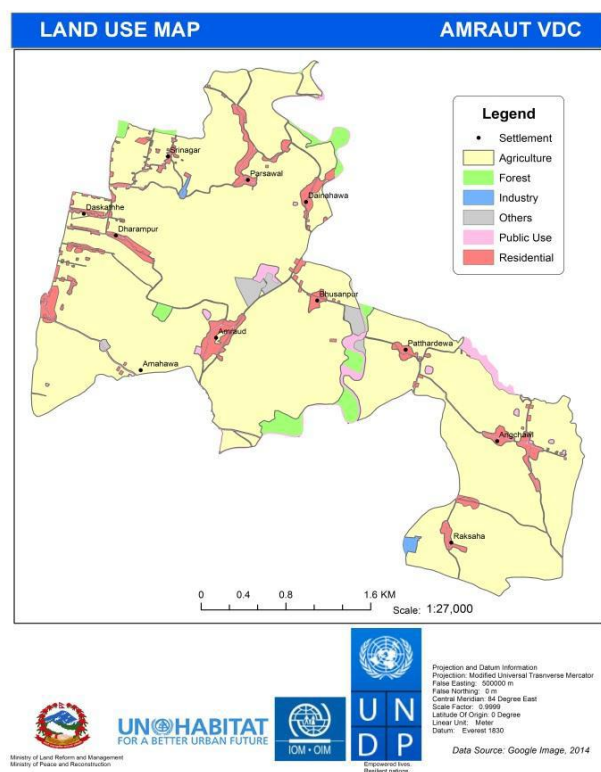 LAND USE MAP
AMRAUT VDC
Legend
Settlement
Agriculture
Forest
Industry
Others
Public Use
Residential
Srinagar
Parsawal
Dainahawa
Daskathhe
Dharampur
Bhusanpur
Amraud
Patthardewa
Amahawa
Angchahi
Raksaha
0 0.4 0.8 1.6 KM
Scale: 1:27,000
Projection and Datum Information
Projection: Modified Universal Trasnverse Mercator
False Easting: 500000 m
False Northing: 0 m
Central Meridian: 84 Degree East
Scale Factor: 0.9999
Latitude Of Origin: 0 Degree
Linear Unit: Meter
Datum: Everest 1830
Data Source: Google Image, 2014
Ministry of Land Reform and Management
Ministry of Peace and Reconstruction
UN HABITAT
FOR A BETTER URBAN FUTURE
IOM • OIM
U N
D P
Empowered lives.
Resilient nations.